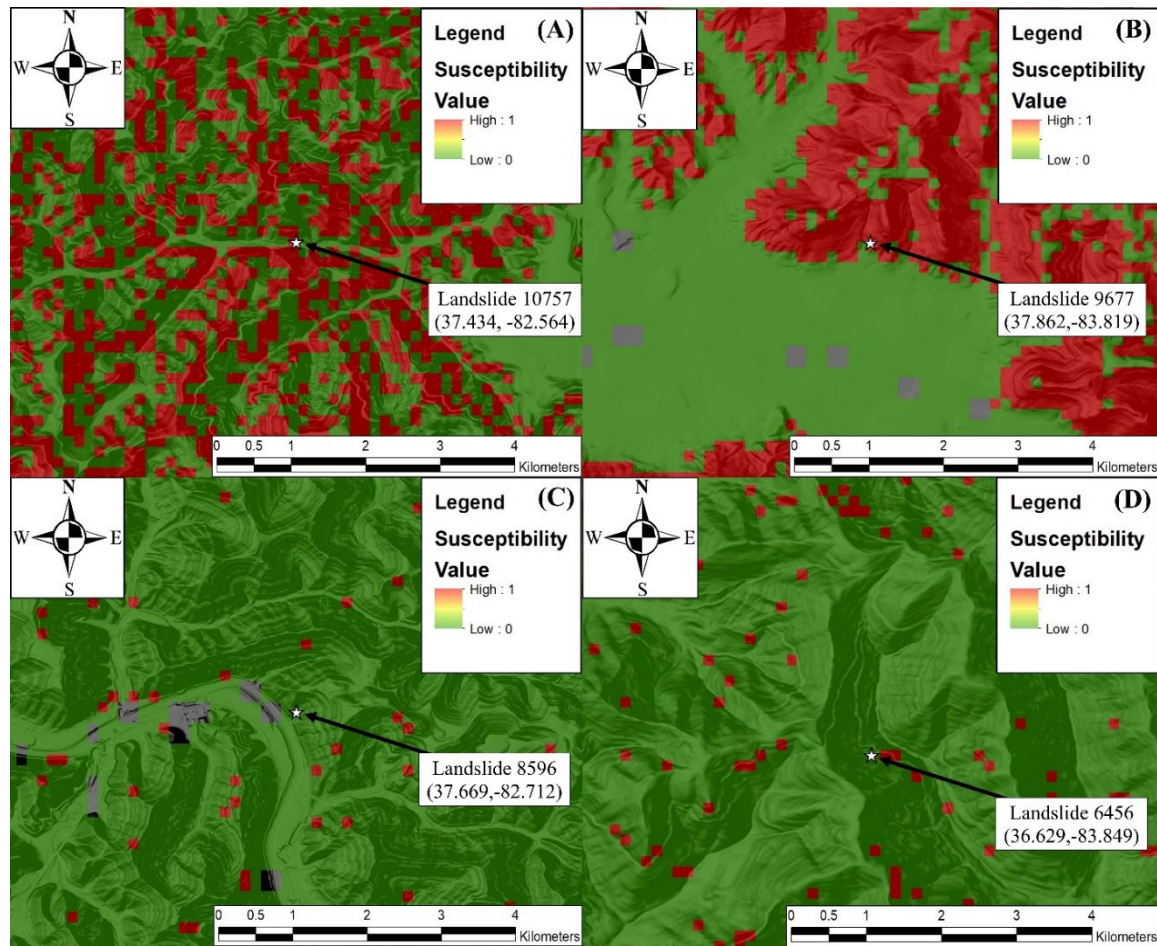 N
W E
S
Legend (A)
Susceptibility
Value
High : 1
Low : 0
Landslide 10757
(37.434, -82.564)
0 0.5 1 2 3 4
Kilometers
N
W E
S
Legend (B)
Susceptibility
Value
High : 1
Low : 0
Landslide 9677
(37.862,-83.819)
0 0.5 1 2 3 4
Kilometers
N
W E
S
Legend (C)
Susceptibility
Value
High : 1
Low : 0
Landslide 8596
(37.669,-82.712)
0 0.5 1 2 3 4
Kilometers
N
W E
S
Legend (D)
Susceptibility
Value
High : 1
Low : 0
Landslide 6456
(36.629,-83.849)
0 0.5 1 2 3 4
Kilometers